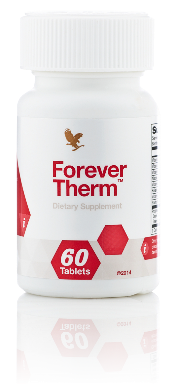 Forever
Therm™
Dietary Supplement
60
Tablets